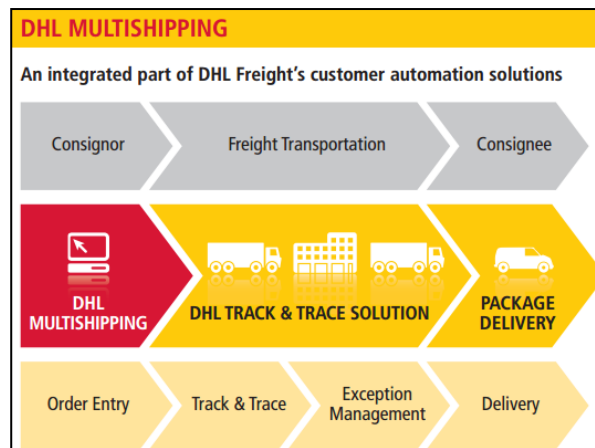 DHL MULTISHIPPING
An integrated part of DHL Freight's customer automation solutions
Consignor
Freight Transportation
Consignee
DHL
MULTISHIPPING
DHL TRACK & TRACE SOLUTION
PACKAGE
DELIVERY
Order Entry
Track & Trace
Exception
Management
Delivery